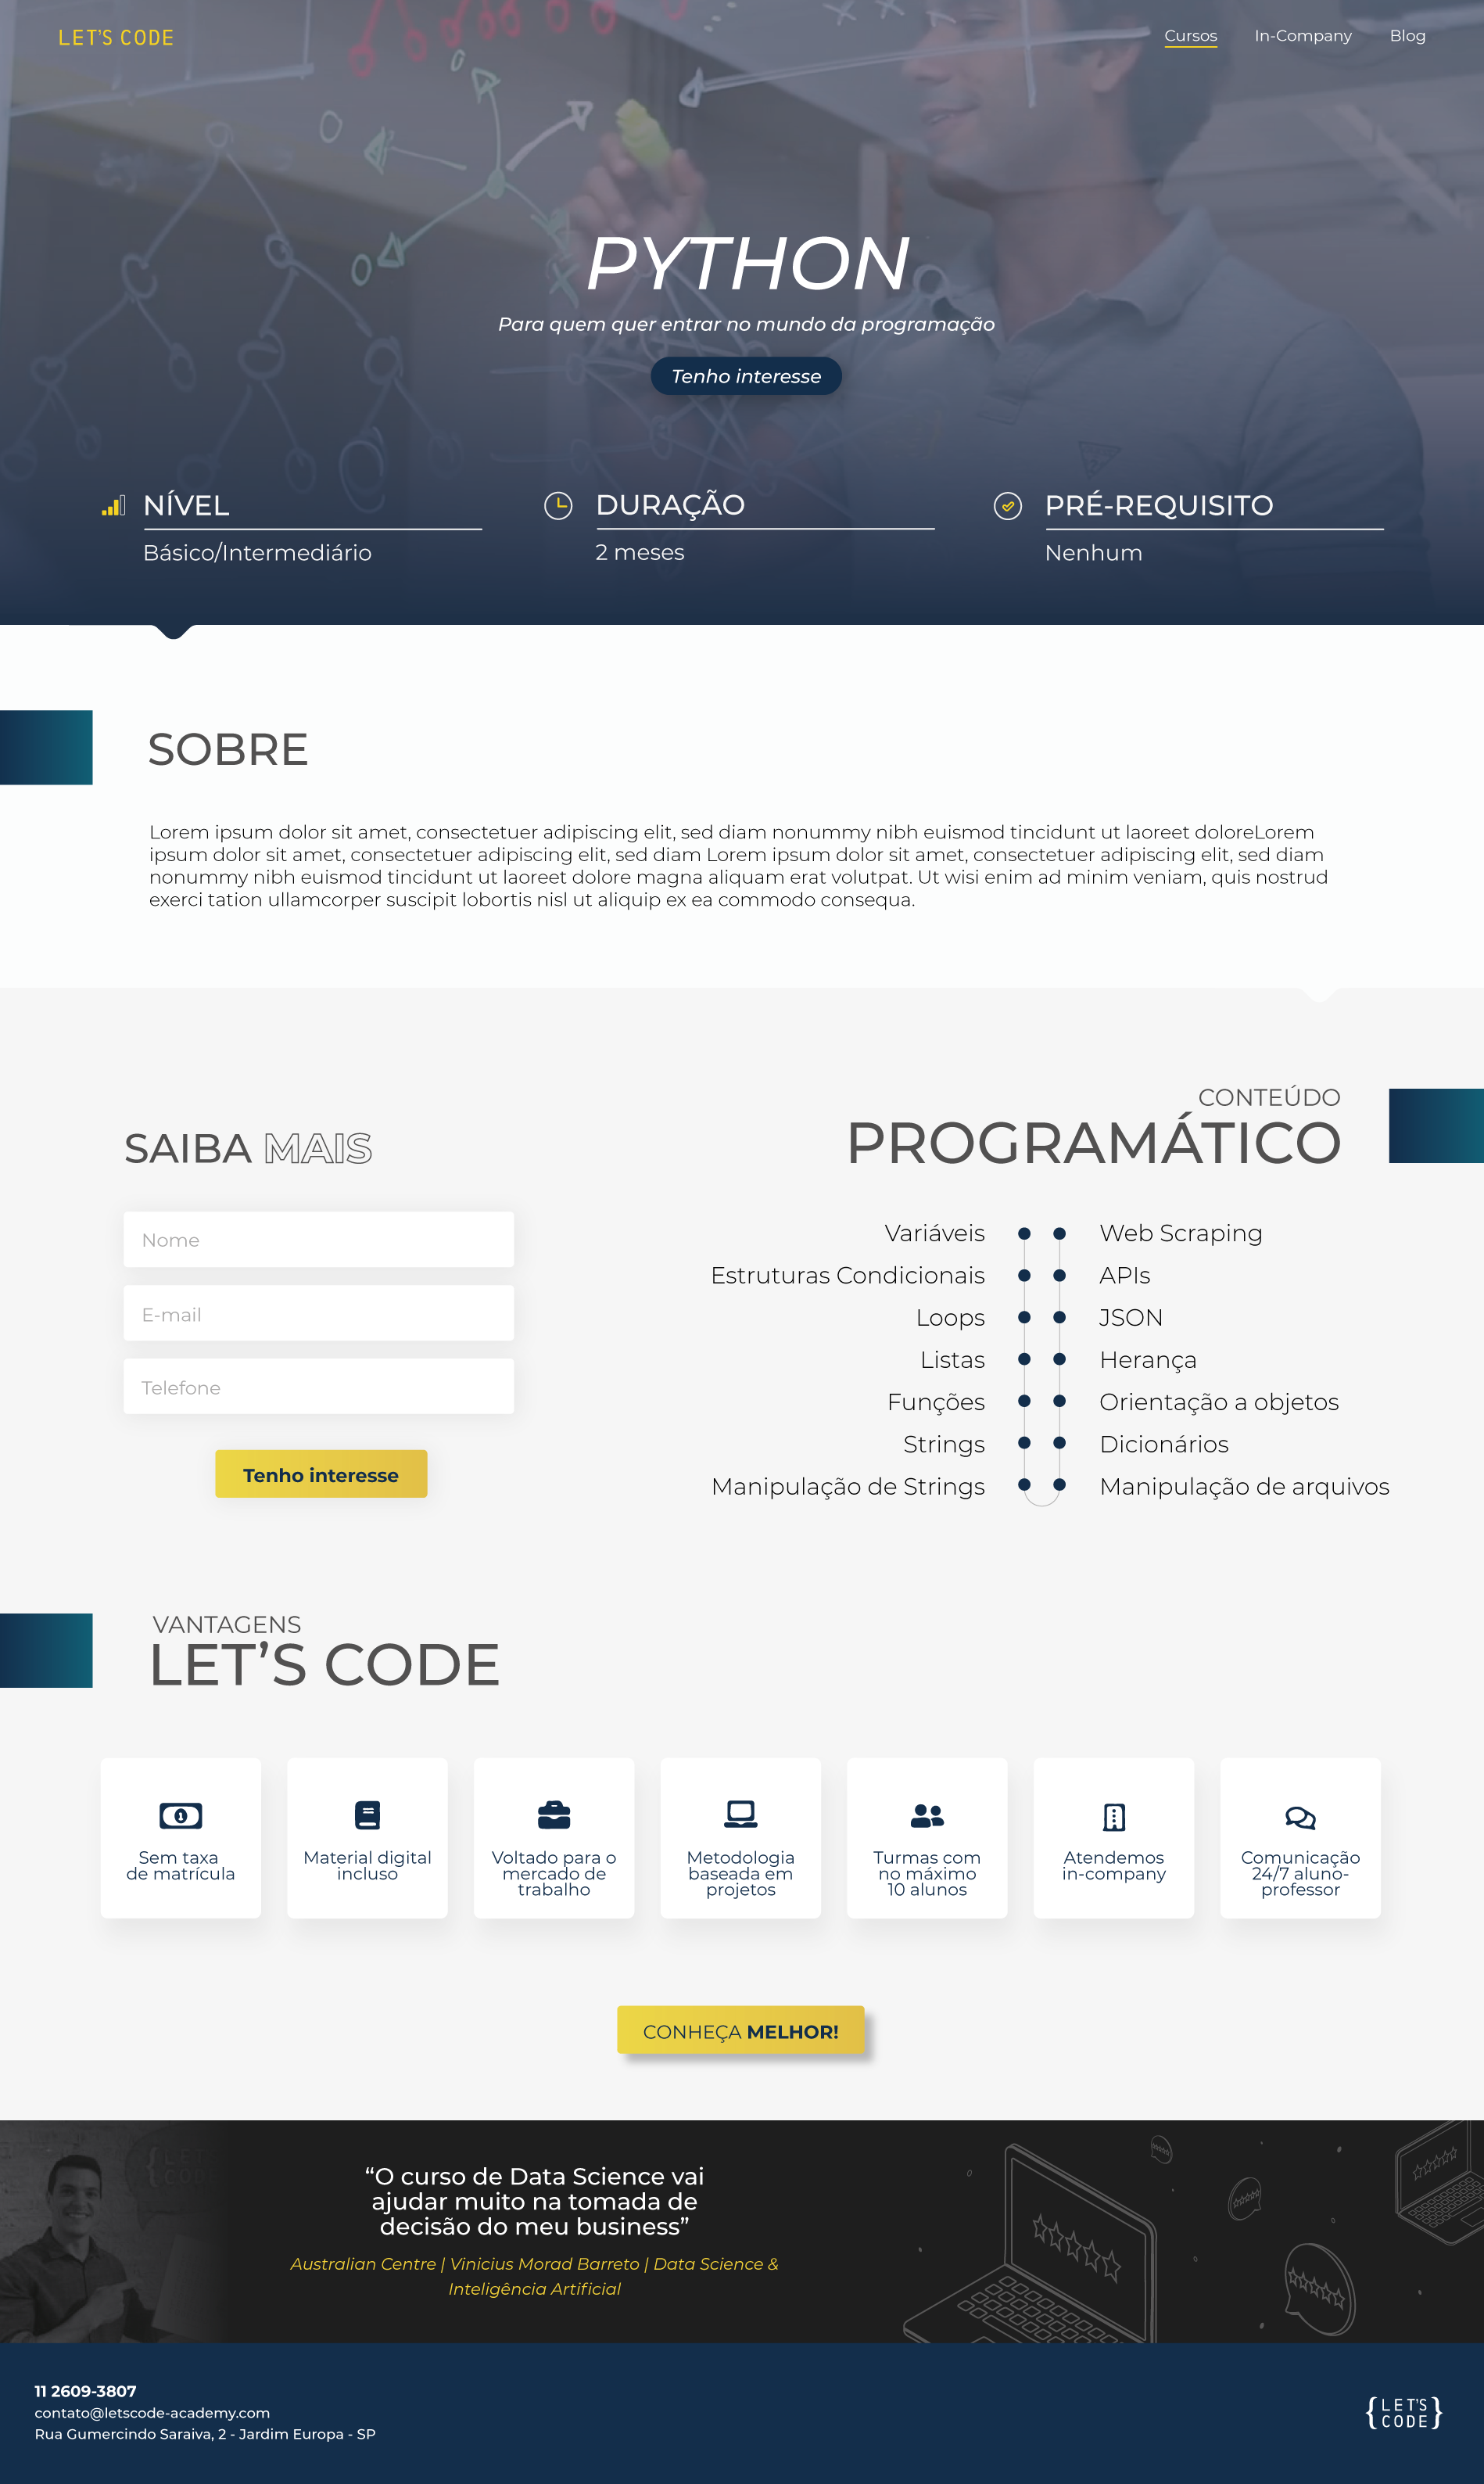 LET'S CODE
Cursos
In-Company
Blog
PYTHON
Para quem quer entrar no mundo da programação
Tenho interesse
NÍVEL
Básico/Intermediário
DURAÇÃO
2 meses
PRÉ-REQUISITO
Nenhum
SOBRE
Lorem ipsum dolor sit amet, consectetuer adipiscing elit, sed diam nonummy nibh euismod tincidunt ut laoreet doloreLorem
ipsum dolor sit amet, consectetuer adipiscing elit, sed diam Lorem ipsum dolor sit amet, consectetuer adipiscing elit, sed diam
nonummy nibh euismod tincidunt ut laoreet dolore magna aliquam erat volutpat. Ut wisi enim ad minim veniam, quis nostrud
exerci tation ullamcorper suscipit lobortis nisl ut aliquip ex ea commodo consequa.
SAIBA MAIS
Nome
E-mail
Telefone
Tenho interesse
CONTEÚDO
PROGRAMÁTICO
Variáveis
Estruturas Condicionais
Loops
Listas
Funções
Strings
Manipulação de Strings
Web Scraping
APIs
JSON
Herança
Orientação a objetos
Dicionários
Manipulação de arquivos
VANTAGENS
LET’S CODE
Sem taxa
de matrícula
Material digital
incluso
Voltado para o
mercado de
trabalho
Metodologia
baseada em
projetos
Turmas com
no máximo
10 alunos
Atendemos
in-company
Comunicação
24/7 aluno-
professor
CONHEÇA MELHOR!
“O curso de Data Science vai
ajudar muito na tomada de
decisão do meu business”
Australian Centre | Vinicius Morad Barreto | Data Science &
Inteligência Artificial
11 2609-3807
contato@letscode-academy.com
Rua Gumercindo Saraiva, 2 - Jardim Europa - SP
{LET'S
CODE}